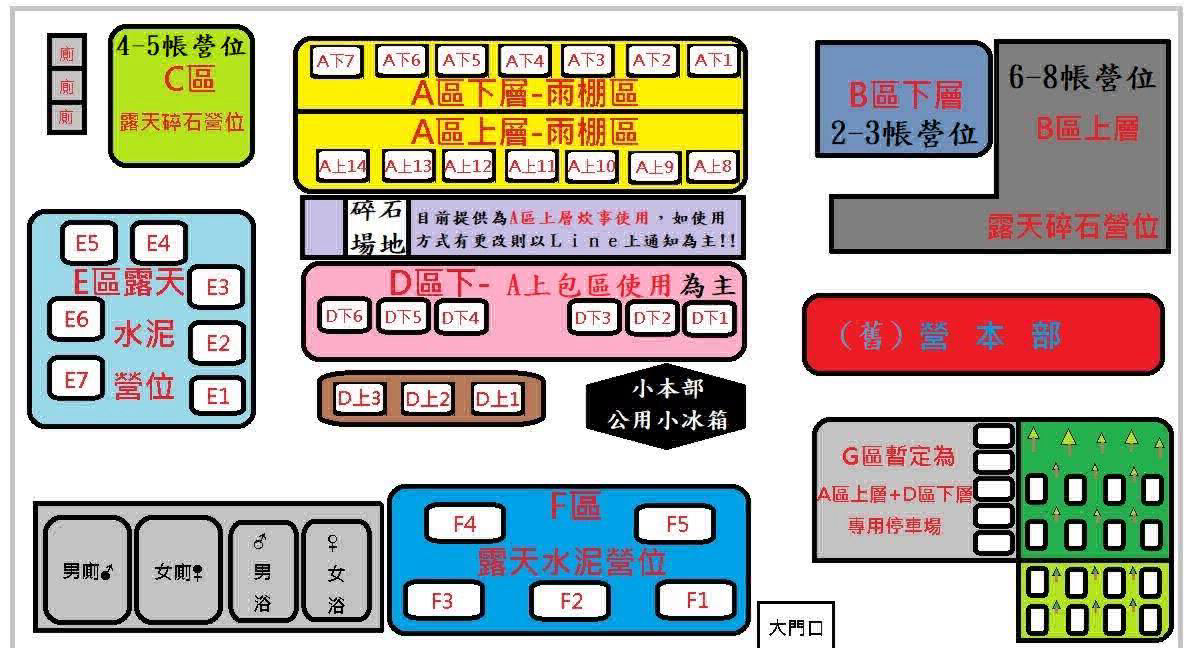 廁
廁
廁
4-5帳營位
C區
露天碎石營位
A下7 A下6 A下5 A下4 A下3 A下2 A下1
A區下層-雨棚區
A區上層-雨棚區
A上14 A上13 A上12 A上11 A上10 A上9 A上8
碎石
場地
目前提供為A區上層炊事使用，如使用
方式有更改則以Line上通知為主!!
B區下層
2-3帳營位
6-8帳營位
B區上層
露天碎石營位
E5 E4
E區露天 E3
E6 水泥 E2
E7 營位 E1
D區下- A上包區使用為主
D下6 D下5 D下4 D下3 D下2 D下1
D上3 D上2 D上1
小本部
公用小冰箱
(舊)營本部
G區暫定為
A區上層+D區下層
專用停車場
男廁♂ 女廁♀
♂
男
浴
♀
女
浴
F區
F4 F5
露天水泥營位
F3 F2 F1
大門口